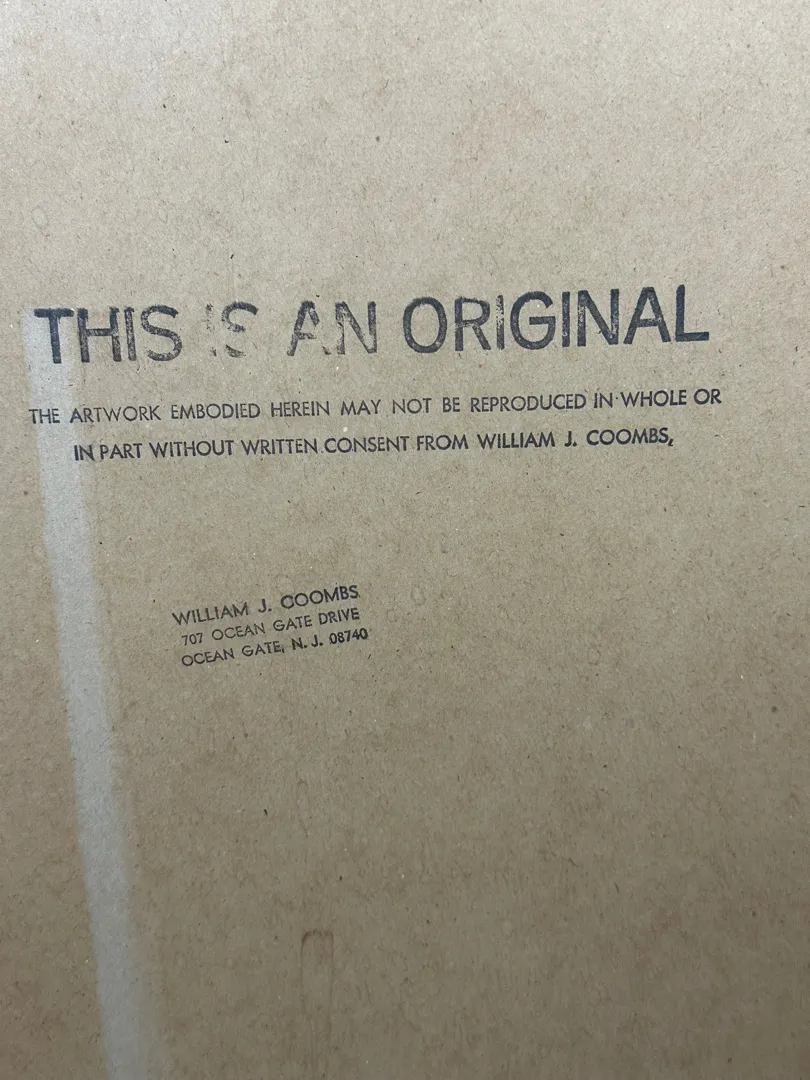 THIS IS AN ORIGINAL
THE ARTWORK EMBODIED HEREIN MAY NOT BE REPRODUCED IN WHOLE OR
IN PART WITHOUT WRITTEN CONSENT FROM WILLIAM J. COOMBS,
WILLIAM J. COOMBS
707 OCEAN GATE DRIVE
OCEAN GATE, N. J. 08740